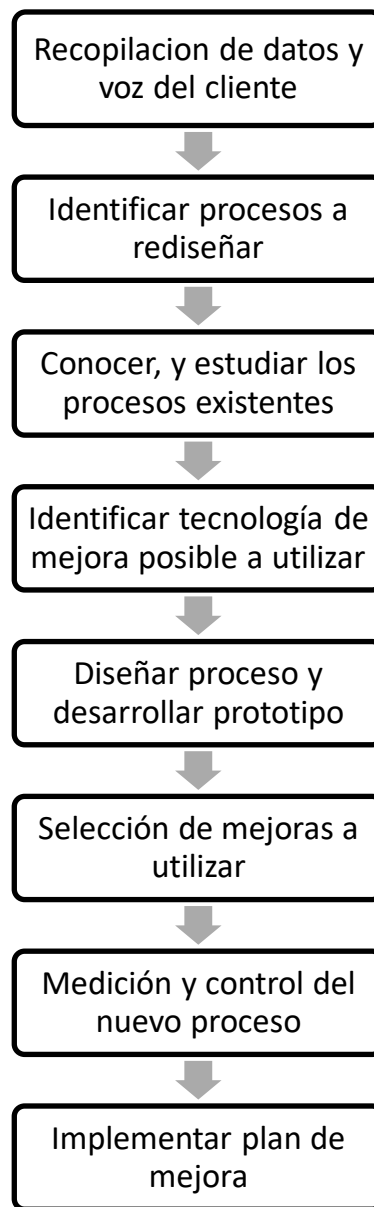 Recopilacion de datos y
voz del cliente
Identificar procesos a
rediseñar
Conocer, y estudiar los
procesos existentes
Identificar tecnología de
mejora posible a utilizar
Diseñar proceso y
desarrollar prototipo
Selección de mejoras a
utilizar
Medición y control del
nuevo proceso
Implementar plan de
mejora